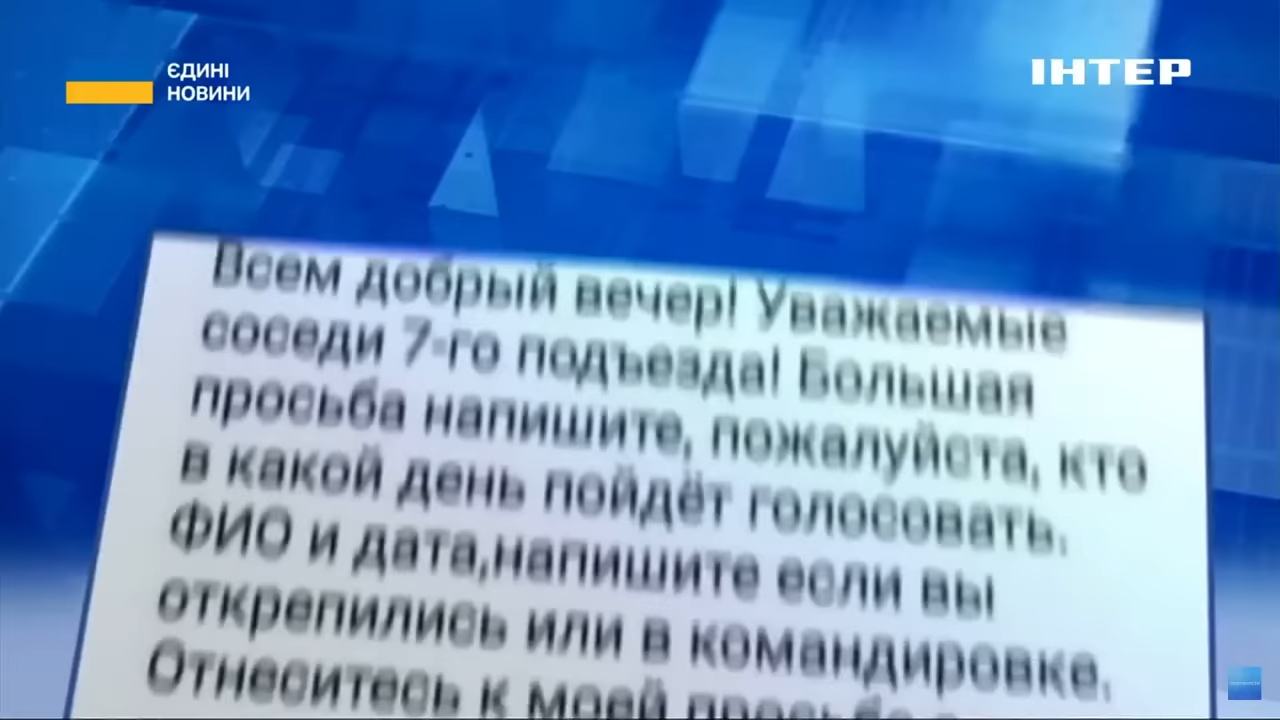 ЄДИНІ
НОВИНИ
ІНТЕР
Всем добрый вечер! Уважаемые
соседи 7-го подъезда! Большая
просьба напишите, пожалуйста, кто
в какой день пойдёт голосовать.
ФИО и дата,напишите если вы
открепились или в командировке.
Отнеситесь к моей просьбе